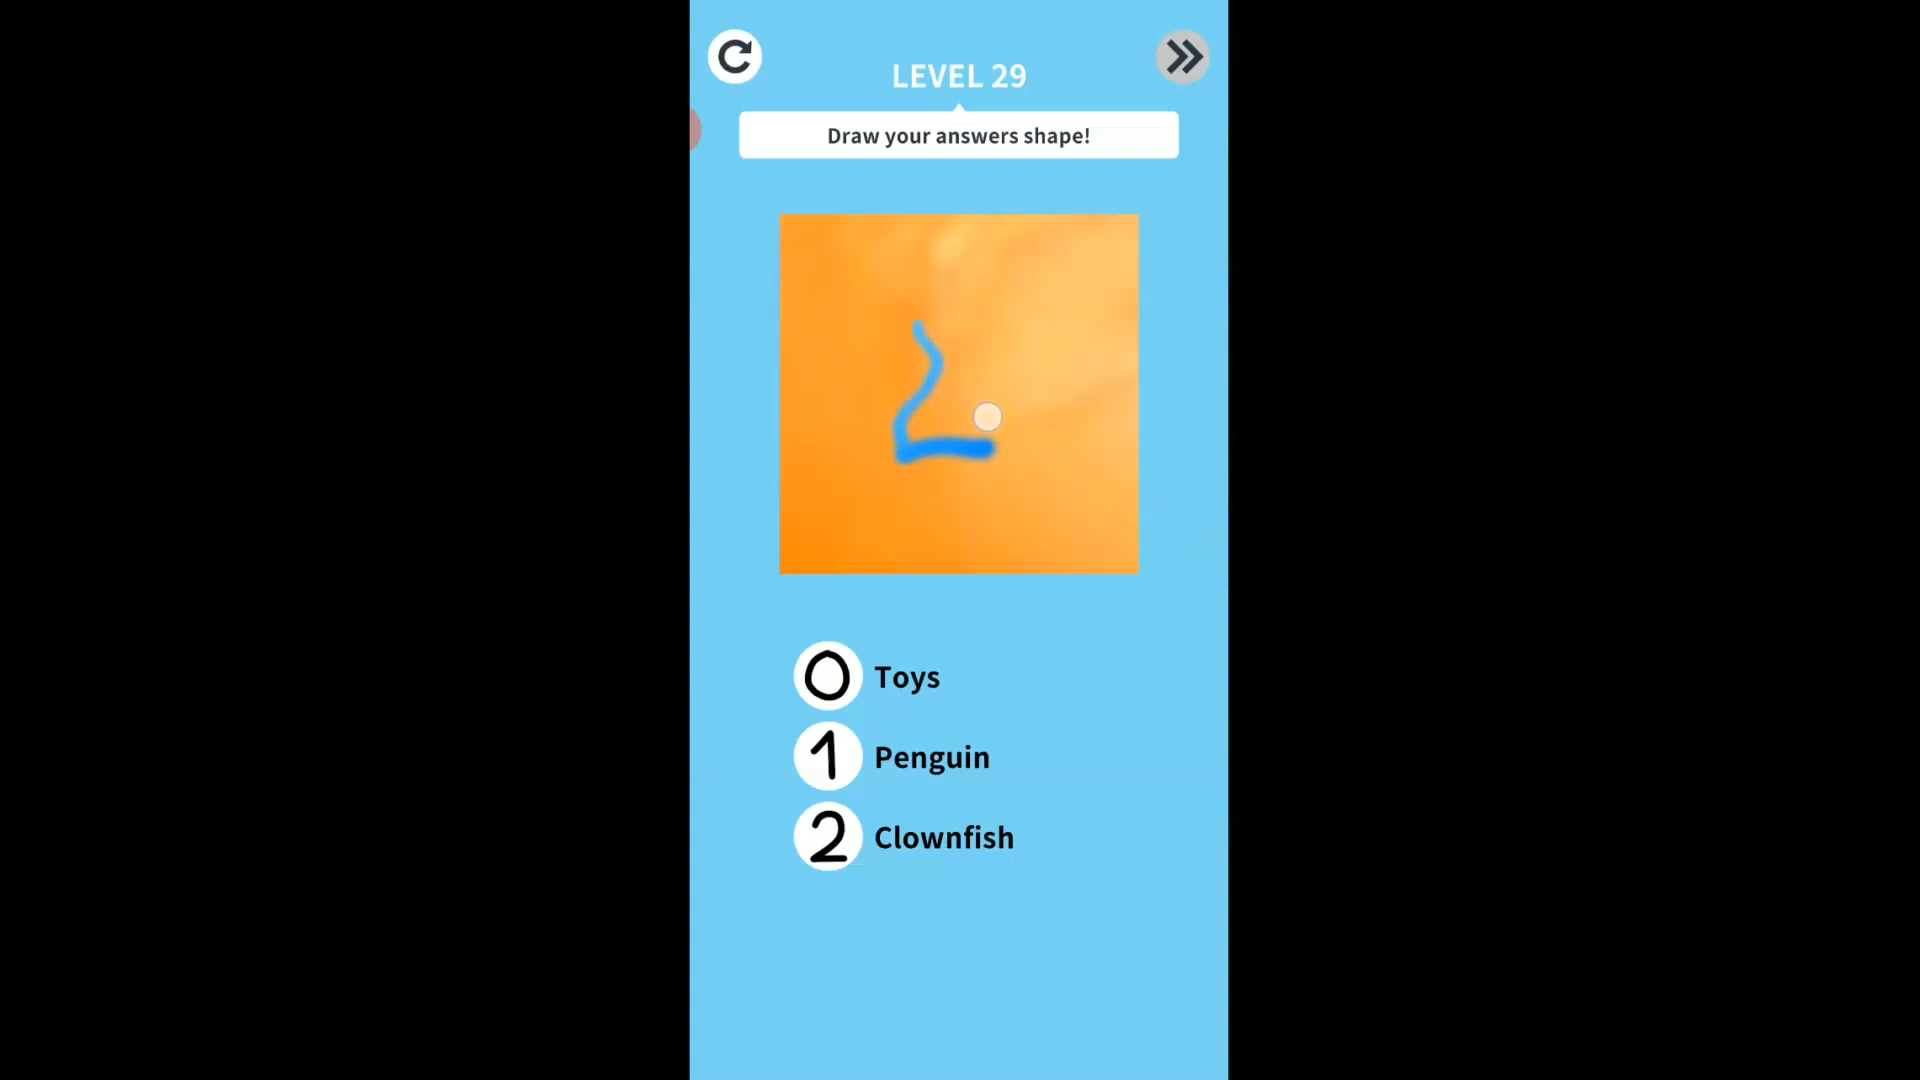 LEVEL 29
Draw your answers shape!
0 Toys
1 Penguin
2 Clownfish